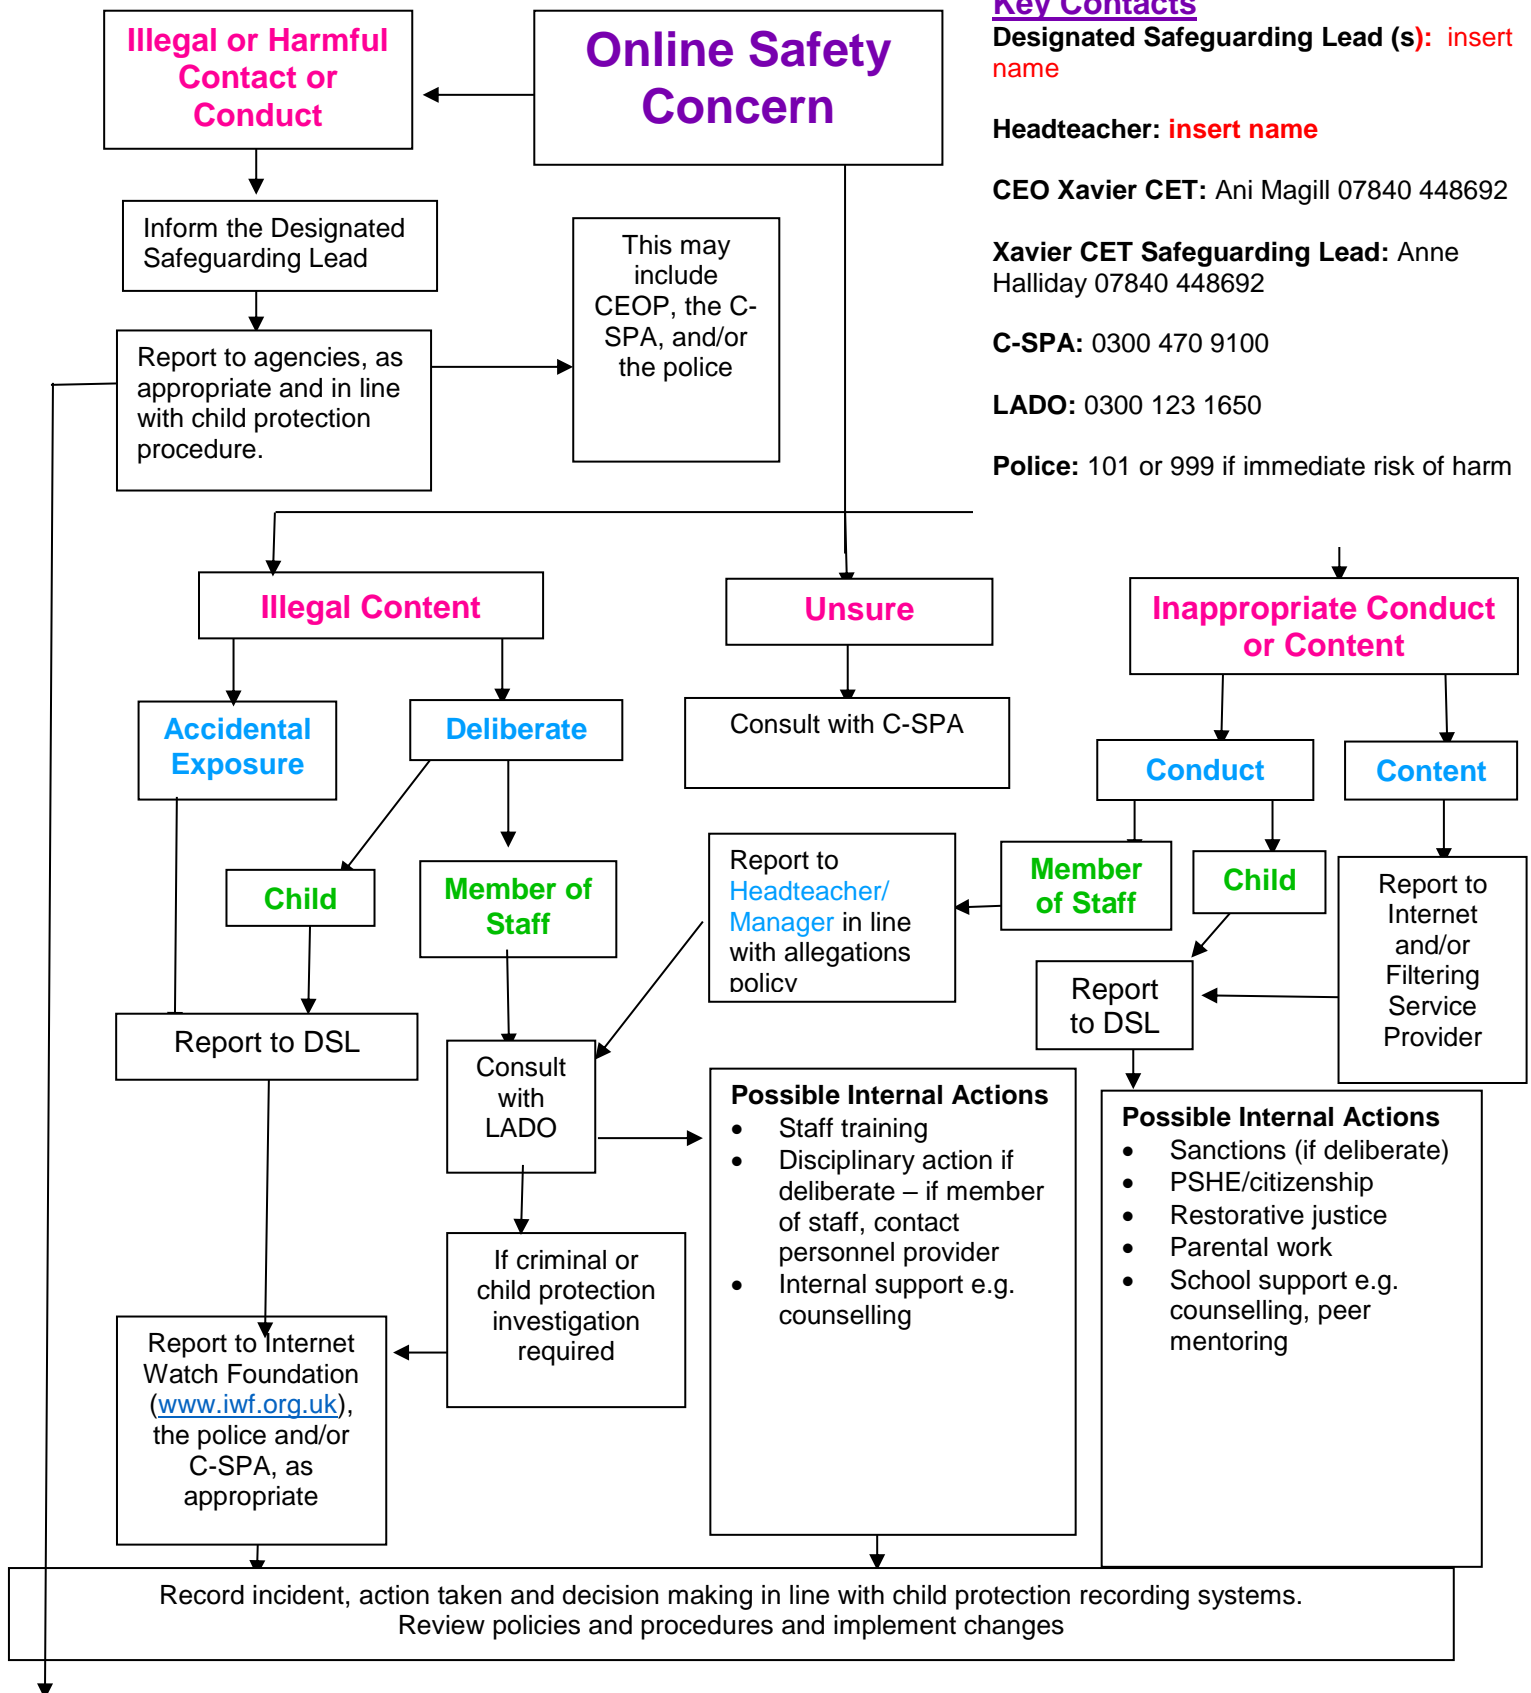 Illegal or Harmful
Contact or
Conduct
Online Safety
Concern
Key Contacts
Designated Safeguarding Lead (s): insert
name
Headteacher: insert name
CEO Xavier CET: Ani Magill 07840 448692
Xavier CET Safeguarding Lead: Anne
Halliday 07840 448692
C-SPA: 0300 470 9100
LADO: 0300 123 1650
Police: 101 or 999 if immediate risk of harm
Inform the Designated
Safeguarding Lead
This may
include
CEOP, the C-
SPA, and/or
the police
Report to agencies, as
appropriate and in line
with child protection
procedure.
Illegal Content
Unsure
Inappropriate Conduct
or Content
Accidental
Exposure
Deliberate
Consult with C-SPA
Conduct
Content
Child
Member of
Staff
Report to
Headteacher/
Manager in line
with allegations
policy
Member
of Staff
Child
Report to
Internet
and/or
Filtering
Service
Provider
Report to DSL
Report
to DSL
Consult
with
LADO
Possible Internal Actions
• Staff training
• Disciplinary action if
deliberate – if member
of staff, contact
personnel provider
• Internal support e.g.
counselling
Possible Internal Actions
• Sanctions (if deliberate)
• PSHE/citizenship
• Restorative justice
• Parental work
• School support e.g.
counselling, peer
mentoring
If criminal or
child protection
investigation
required
Report to Internet
Watch Foundation
(www.iwf.org.uk),
the police and/or
C-SPA, as
appropriate
Record incident, action taken and decision making in line with child protection recording systems.
Review policies and procedures and implement changes